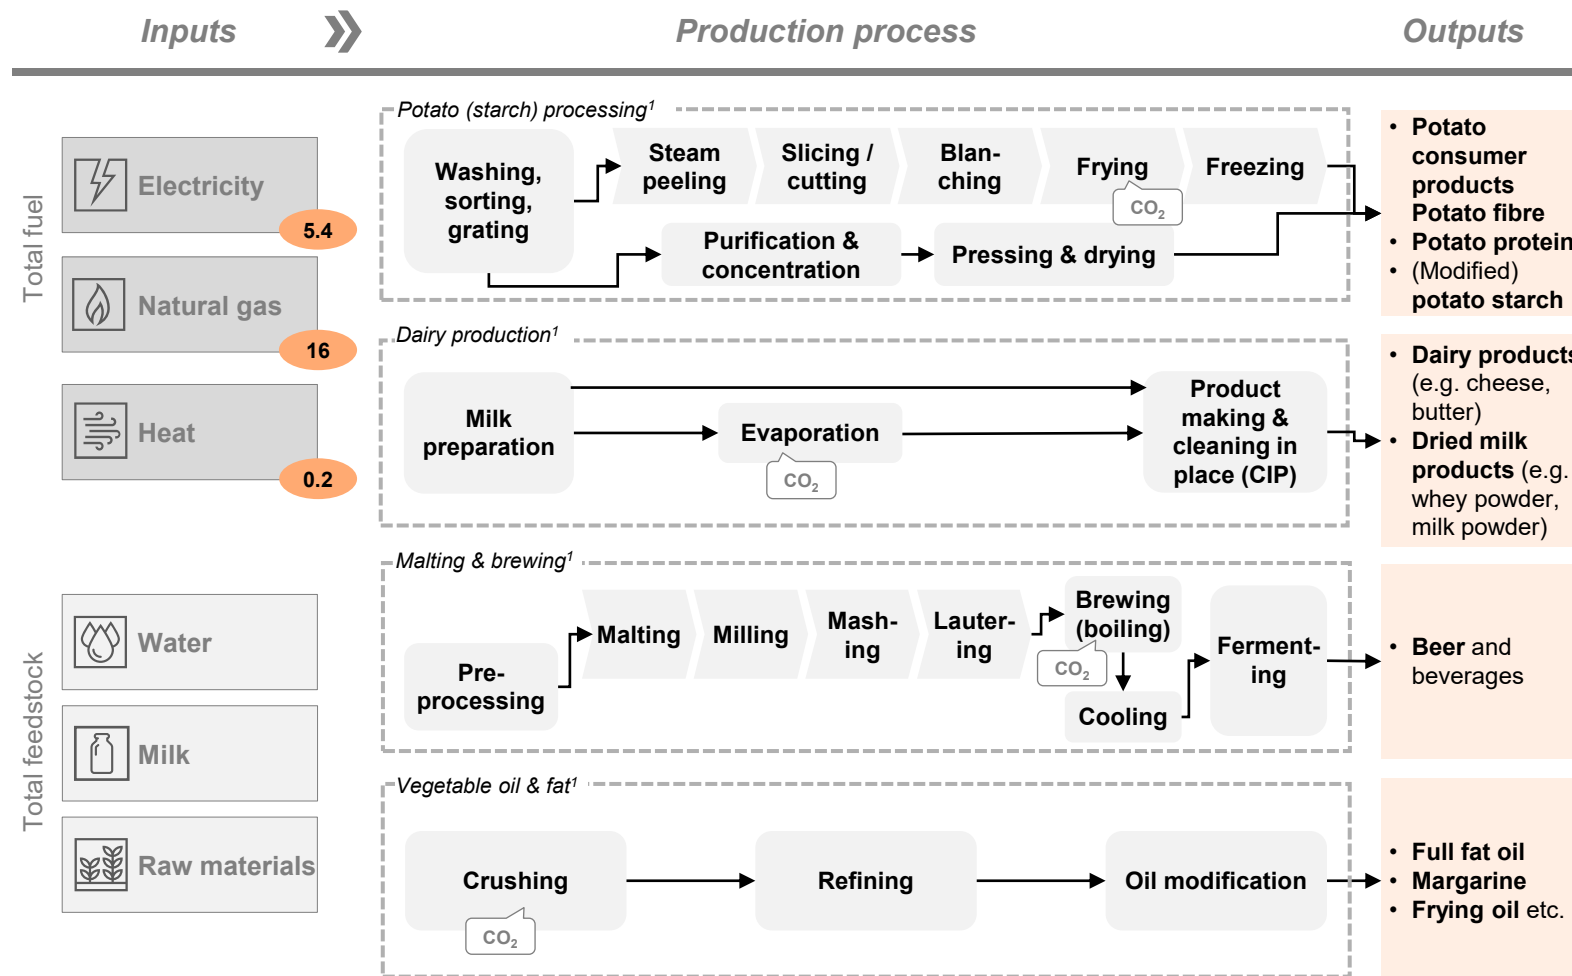 Inputs
Production process
Outputs
Total fuel
Electricity
5.4
Natural gas
16
Heat
0.2
Total feedstock
Water
Milk
Raw materials
Potato (starch) processing¹
Washing,
sorting,
grating
Steam
peeling
Slicing /
cutting
Blan-
ching
Frying
CO₂
Freezing
Purification &
concentration
Pressing & drying
• Potato
consumer
products
Potato fibre
• Potato protein
• (Modified)
potato starch
Dairy production¹
Milk
preparation
Evaporation
CO₂
Product
making &
cleaning in
place (CIP)
• Dairy products
(e.g. cheese,
butter)
• Dried milk
products (e.g.
whey powder,
milk powder)
Malting & brewing¹
Pre-
processing
Malting
Milling
Mash-
ing
Lauter-
ing
Brewing
(boiling)
CO₂
Cooling
Ferment-
ing
• Beer and
beverages
Vegetable oil & fat¹
Crushing
CO₂
Refining
Oil modification
• Full fat oil
• Margarine
• Frying oil etc.